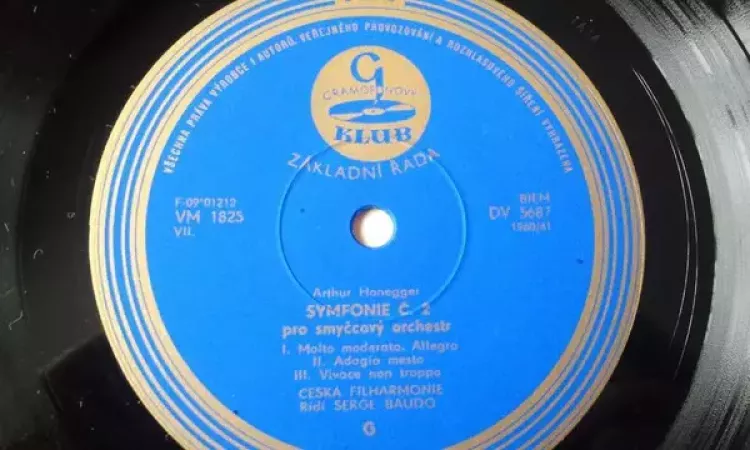 VŠECHNA PRÁVA VÝROBCE I AUTORŮ, VEŘEJNÉHO PROVOZOVÁNÍ A ROZHLASOVÉHO ŠÍŘENÍ VYHRAZENA
G
GRAMOFONOVÝ
KLUB
ZÁKLADNÍ ŘADA
F-09*01212
VM 1825
VII.
BIEM
DV 5687
1960/61
Arthur Honegger
SYMFONIE Č. 2
pro smyčcový orchestr
I. Molto moderato. Allegro
II. Adagio mesto
III. Vivace non troppo
ČESKÁ FILHARMONIE
Řídí SERGE BAUDO
G